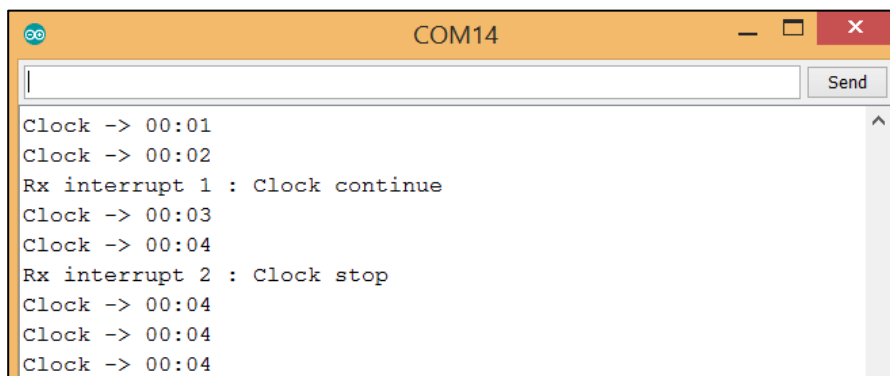 COM14
Send
Clock -> 00:01
Clock -> 00:02
Rx interrupt 1 : Clock continue
Clock -> 00:03
Clock -> 00:04
Rx interrupt 2 : Clock stop
Clock -> 00:04
Clock -> 00:04
Clock -> 00:04